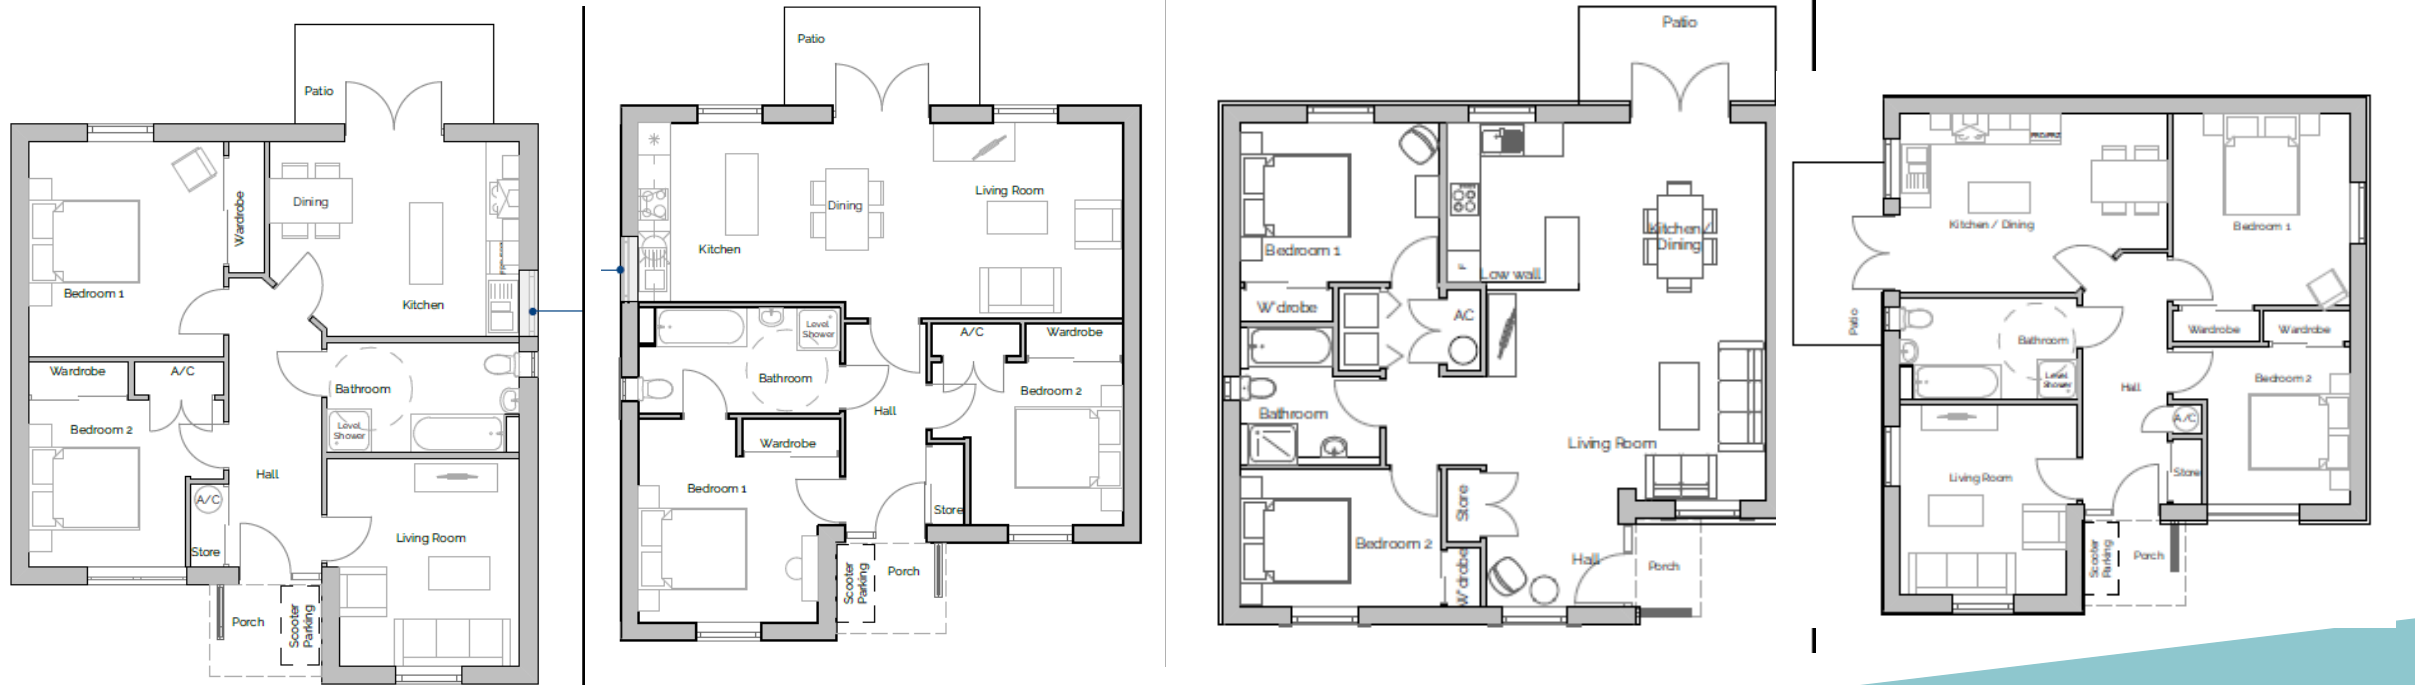 Patio
Wardrobe
Dining
Bedroom 1
Kitchen
Wardrobe
A/C
Bathroom
Bedroom 2
Level
Shower
Hall
A/C
Living Room
Store
Porch
Scooter
Parking
Patio
Living Room
Dining
Kitchen
Level
Shower
A/C
Wardrobe
Bathroom
Bedroom 2
Hall
Wardrobe
Bedroom 1
Store
Scooter
Parking
Porch
Patio
Kitchen/
Dining
Bedroom 1
Low wall
W'drobe
AC
Bathroom
Living Room
Store
Bedroom 2
Hall
W'drobe
Porch
Kitchen / Dining
Bedroom 1
Patio
Wardrobe
Wardrobe
Bathroom
Level
Shower
Bedroom 2
Hall
A/C
Living Room
Store
Scooter
Parking
Porch